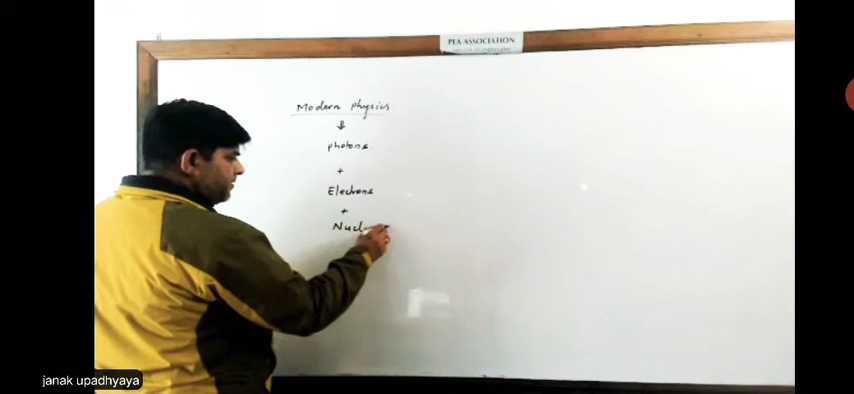 PEA ASSOCIATION
Modern Physics
⇓
Photons
+
Electrons
+
Nucl
janak upadhyaya